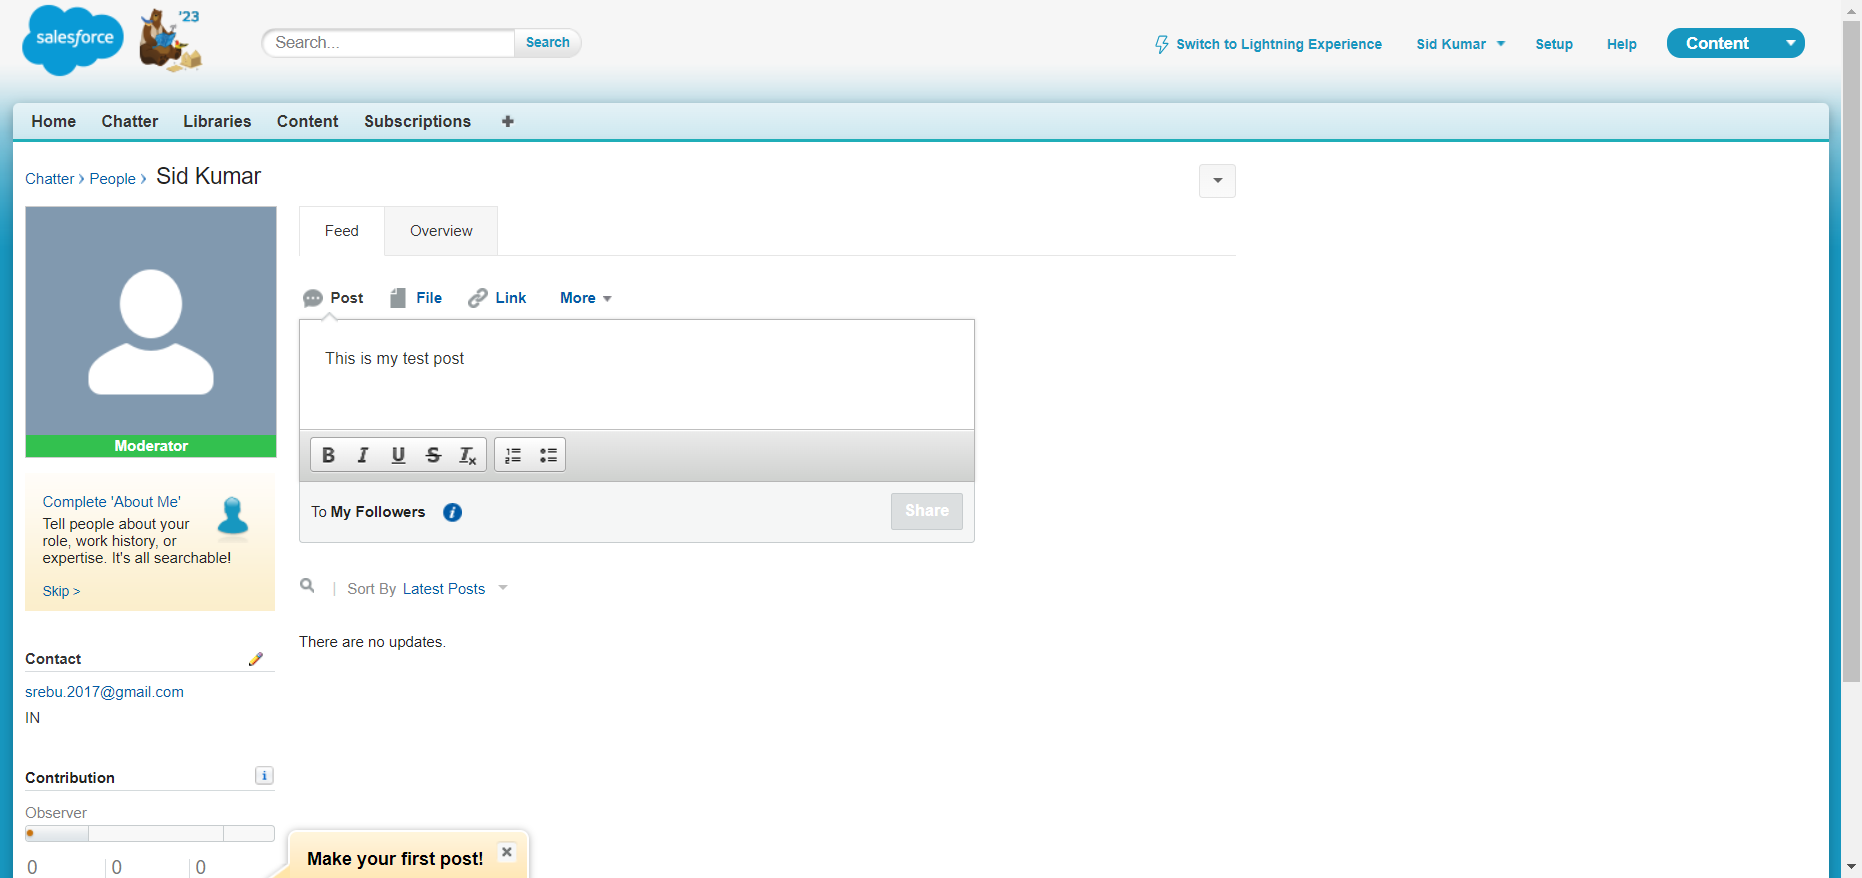 salesforce
'23
Search...
Search
Switch to Lightning Experience
Sid Kumar
Setup
Help
Content
Home
Chatter
Libraries
Content
Subscriptions
+
Chatter › People › Sid Kumar
Feed
Overview
Post
File
Link
More
This is my test post
B I U S Tx
To My Followers
i
Share
Moderator
Complete 'About Me'
Tell people about your
role, work history, or
expertise. It's all searchable!
Skip >
| Sort By Latest Posts
There are no updates.
Contact
srebu.2017@gmail.com
IN
Contribution
i
Observer
0 | 0 | 0
Make your first post!